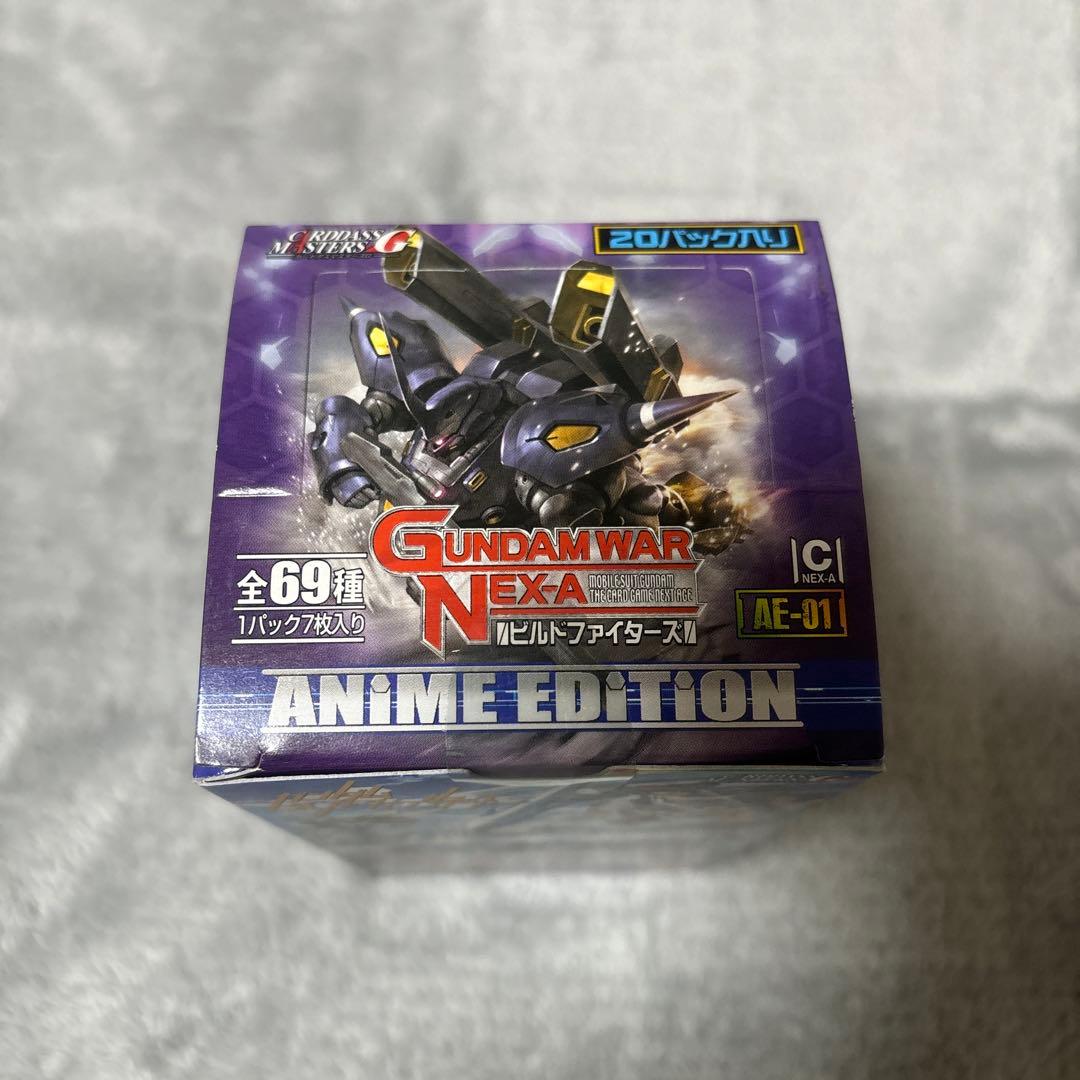 CARDDASS
MASTERS G
20パック入り
GUNDAM WAR
NEX-A
MOBILE SUIT GUNDAM
THE CARD GAME NEXT AGE
ビルドファイターズ
全69種
1パック7枚入り
C
NEX-A
AE-01
ANiME EDiTiON